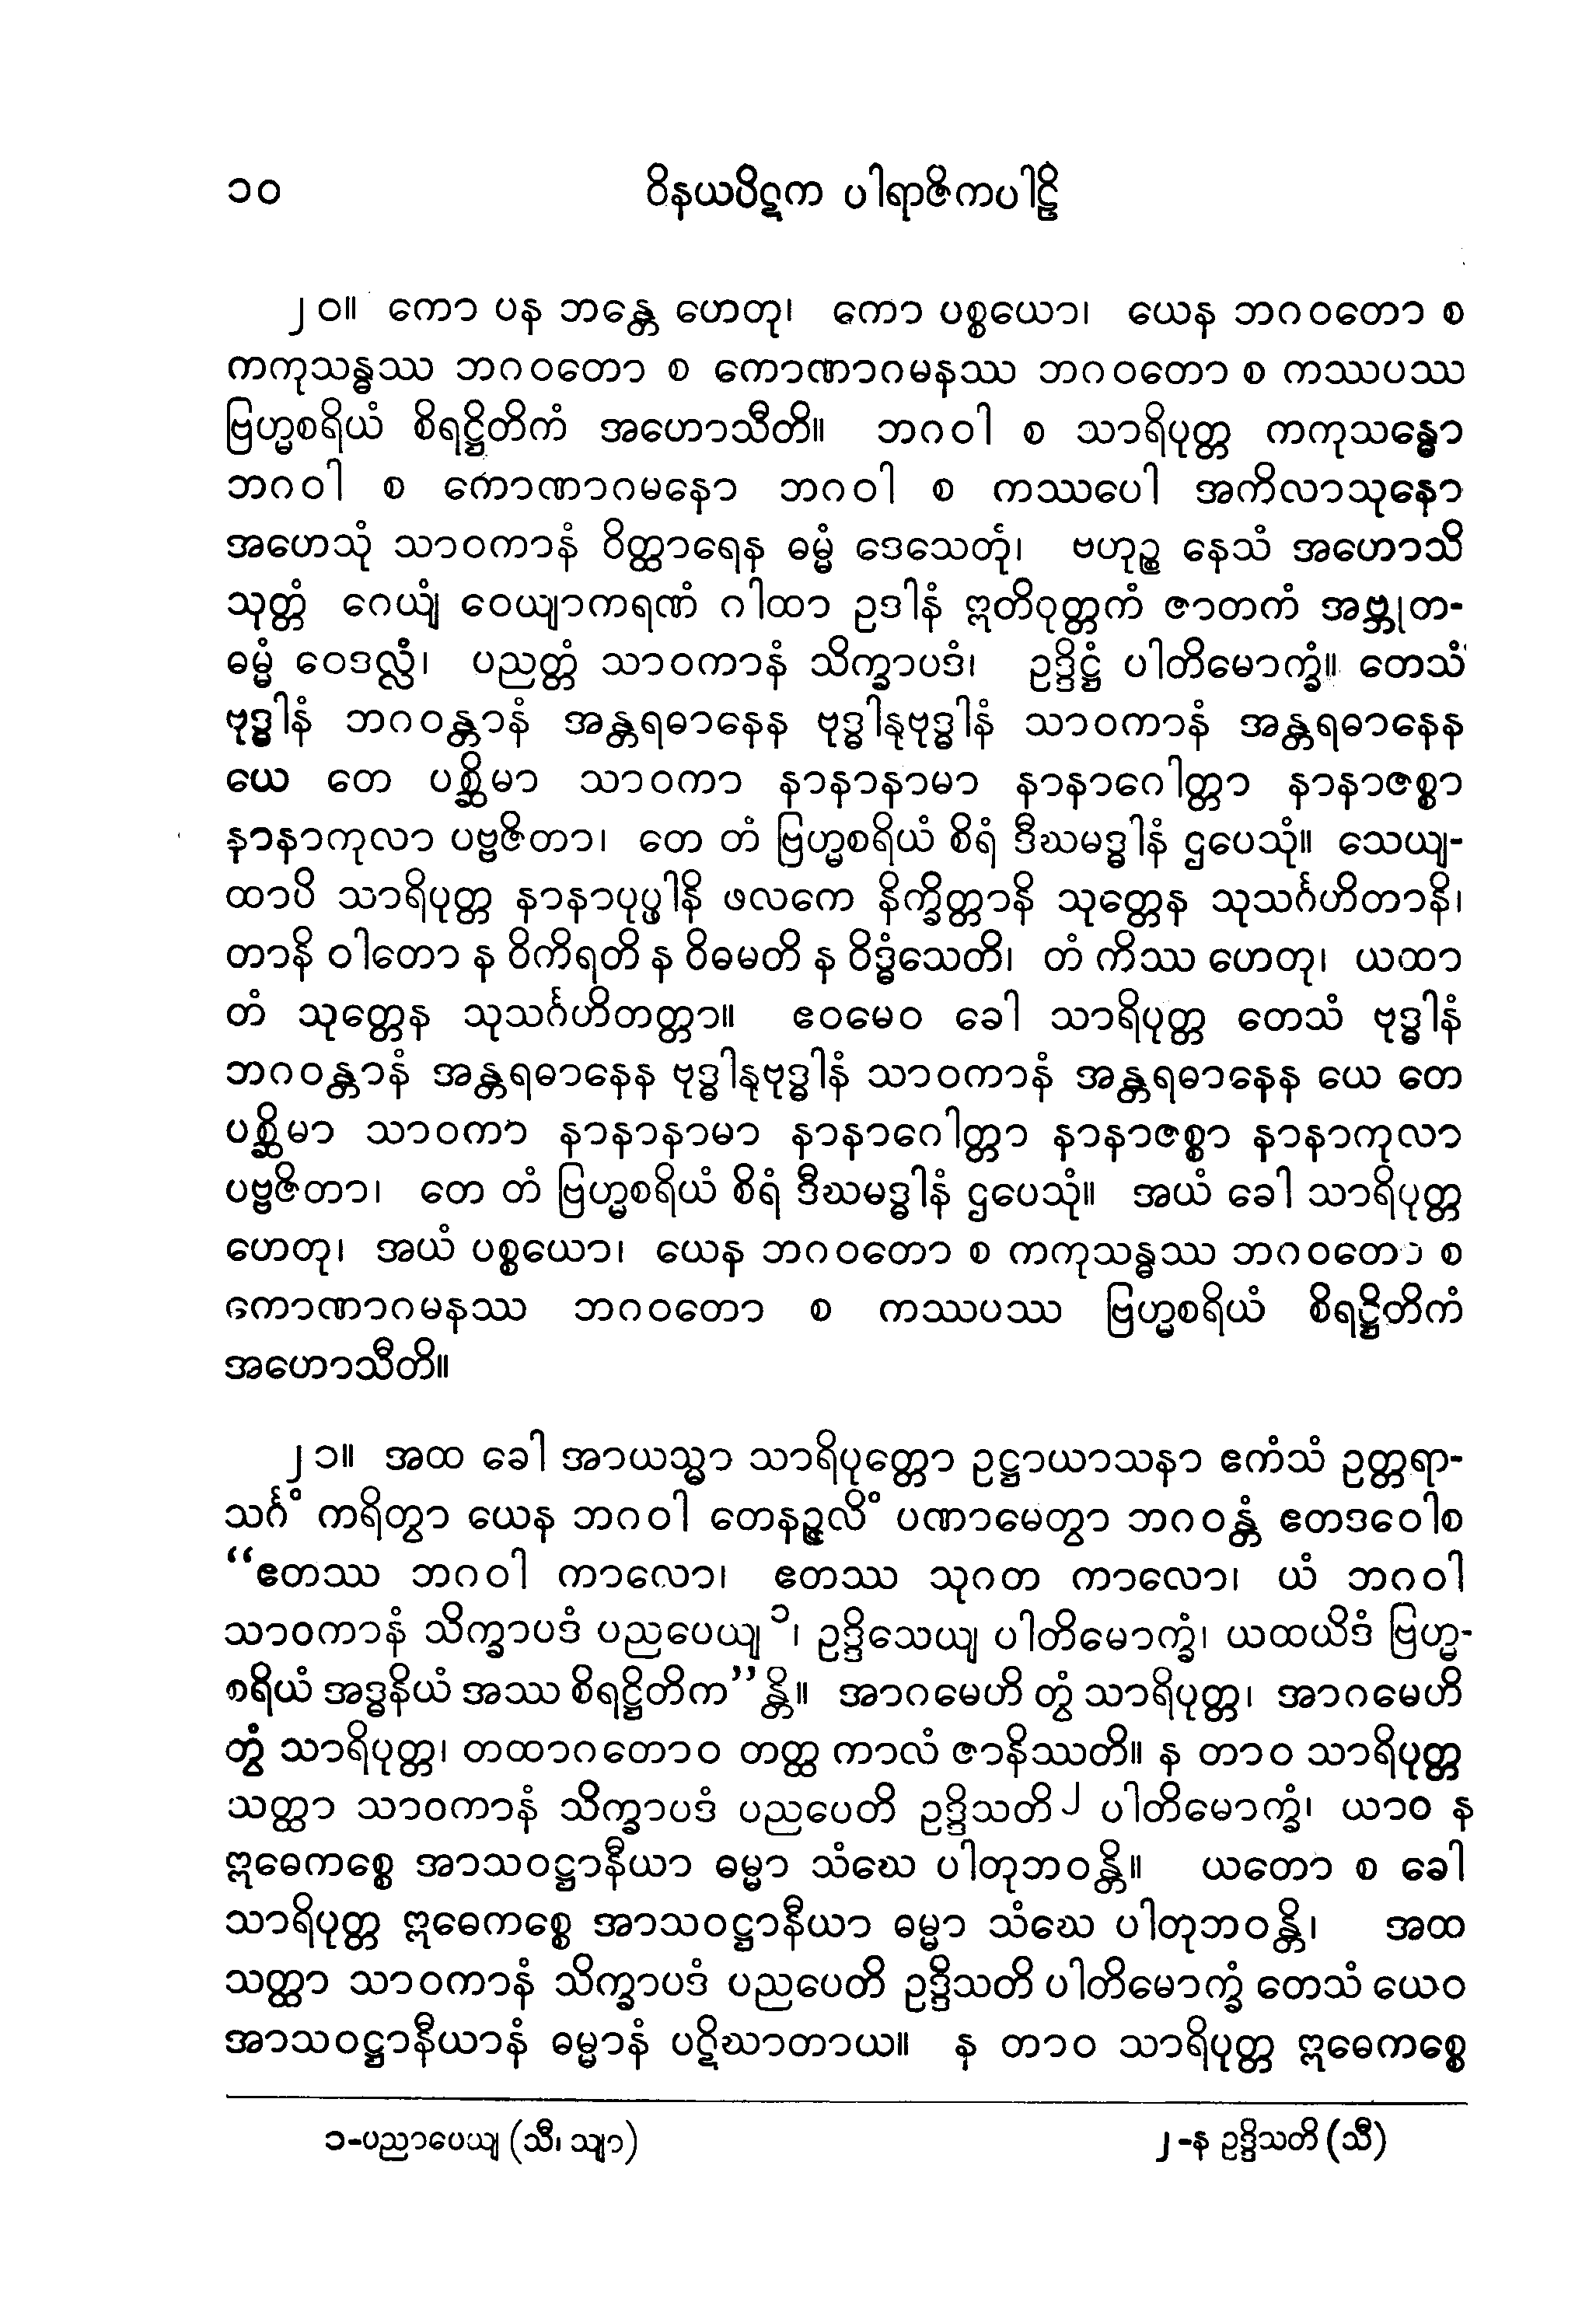 ၁၀ ဝိနယပိဋက ပါရာဇိကပါဠိ
၂၀။ ကော ပန ဘန္တေ ဟေတု၊ ကော ပစ္စယော၊ ယေန ဘဂဝတော စ
ကကုသန္ဓဿ ဘဂဝတော စ ကောဏာဂမနဿ ဘဂဝတော စ ကဿပဿ
ဗြဟ္မစရိယံ စိရဋ္ဌိတိကံ အဟောသီတိ။ ဘဂဝါ စ သာရိပုတ္တ ကကုသန္ဓော
ဘဂဝါ စ ကောဏာဂမနော ဘဂဝါ စ ကဿပေါ အကိလာသုနော
အဟေသုံ သာဝကာနံ ဝိတ္ထာရေန ဓမ္မံ ဒေသေတုံ၊ ဗဟုဉ္စ နေသံ အဟောသိ
သုတ္တံ ဂေယျံ ဝေယျာကရဏံ ဂါထာ ဥဒါနံ ဣတိဝုတ္တကံ ဇာတကံ အဗ္ဘုတ-
ဓမ္မံ ဝေဒလ္လံ၊ ပညတ္တံ သာဝကာနံ သိက္ခာပဒံ၊ ဥဒ္ဒိဋ္ဌံ ပါတိမောက္ခံ။ တေသံ
ဗုဒ္ဓါနံ ဘဂဝန္တာနံ အန္တရဓာနေန ဗုဒ္ဓါနုဗုဒ္ဓါနံ သာဝကာနံ အန္တရဓာနေန
ယေ တေ ပစ္ဆိမာ သာဝကာ နာနာနာမာ နာနာဂေါတ္တာ နာနာဇစ္စာ
နာနာကုလာ ပဗ္ဗဇိတာ၊ တေ တံ ဗြဟ္မစရိယံ စိရံ ဒီဃမဒ္ဓါနံ ဌပေသုံ။ သေယျ-
ထာပိ သာရိပုတ္တ နာနာပုပ္ဖါနိ ဖလကေ နိက္ခိတ္တာနိ သုတ္တေန သုသင်္ဂဟိတာနိ၊
တာနိ ဝါတော န ဝိကိရတိ န ဝိဓမတိ န ဝိဒ္ဓံသေတိ၊ တံ ကိဿ ဟေတု၊ ယထာ
တံ သုတ္တေန သုသင်္ဂဟိတတ္တာ။ ဧဝမေဝ ခေါ သာရိပုတ္တ တေသံ ဗုဒ္ဓါနံ
ဘဂဝန္တာနံ အန္တရဓာနေန ဗုဒ္ဓါနုဗုဒ္ဓါနံ သာဝကာနံ အန္တရဓာနေန ယေ တေ
ပစ္ဆိမာ သာဝကာ နာနာနာမာ နာနာဂေါတ္တာ နာနာဇစ္စာ နာနာကုလာ
ပဗ္ဗဇိတာ၊ တေ တံ ဗြဟ္မစရိယံ စိရံ ဒီဃမဒ္ဓါနံ ဌပေသုံ။ အယံ ခေါ သာရိပုတ္တ
ဟေတု၊ အယံ ပစ္စယော၊ ယေန ဘဂဝတော စ ကကုသန္ဓဿ ဘဂဝတော စ
ကောဏာဂမနဿ ဘဂဝတော စ ကဿပဿ ဗြဟ္မစရိယံ စိရဋ္ဌိတိကံ
အဟောသီတိ။
၂၁။ အထ ခေါ အာယသ္မာ သာရိပုတ္တော ဥဋ္ဌာယာသနာ ဧကံသံ ဥတ္တရာ-
သင်္ဂံ ကရိတွာ ယေန ဘဂဝါ တေနဉ္ဇလိံ ပဏာမေတွာ ဘဂဝန္တံ ဧတဒဝေါစ
“ဧတဿ ဘဂဝါ ကာလော၊ ဧတဿ သုဂတ ကာလော၊ ယံ ဘဂဝါ
သာဝကာနံ သိက္ခာပဒံ ပညပေယျ၁၊ ဥဒ္ဒိသေယျ ပါတိမောက္ခံ၊ ယထယိဒံ ဗြဟ္မ-
စရိယံ အဒ္ဓနိယံ အဿ စိရဋ္ဌိတိက”န္တိ။ အာဂမေဟိ တွံ သာရိပုတ္တ၊ အာဂမေဟိ
တွံ သာရိပုတ္တ၊ တထာဂတောဝ တတ္ထ ကာလံ ဇာနိဿတိ။ န တာဝ သာရိပုတ္တ
သတ္ထာ သာဝကာနံ သိက္ခာပဒံ ပညပေတိ ဥဒ္ဒိသတိ၂ ပါတိမောက္ခံ၊ ယာဝ န
ဣဓေကစ္စေ အာသဝဋ္ဌာနီယာ ဓမ္မာ သံဃေ ပါတုဘဝန္တိ။ ယတော စ ခေါ
သာရိပုတ္တ ဣဓေကစ္စေ အာသဝဋ္ဌာနီယာ ဓမ္မာ သံဃေ ပါတုဘဝန္တိ၊ အထ
သတ္ထာ သာဝကာနံ သိက္ခာပဒံ ပညပေတိ ဥဒ္ဒိသတိ ပါတိမောက္ခံ တေသံ ယေဝ
အာသဝဋ္ဌာနီယာနံ ဓမ္မာနံ ပဋိဃာတာယ။ န တာဝ သာရိပုတ္တ ဣဓေကစ္စေ
၁-ပညာပေယျ (သီ၊ သျာ) ၂-န ဥဒ္ဒိသတိ (သီ)